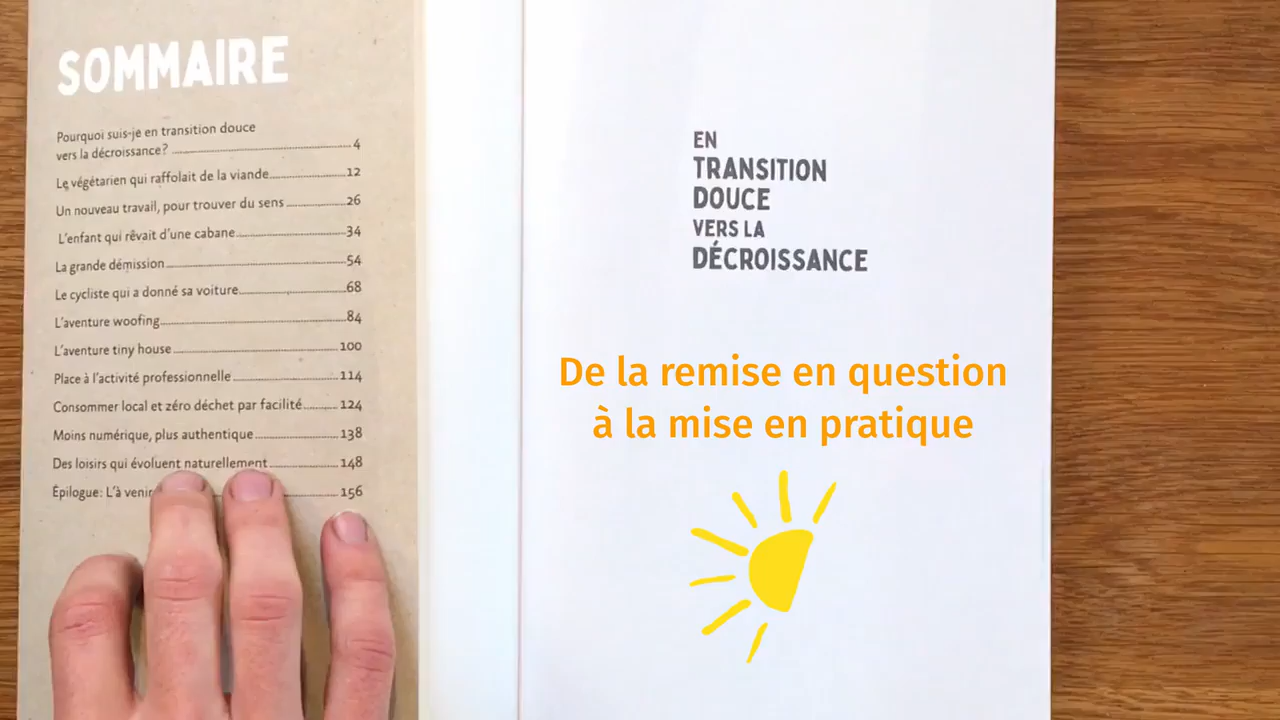 SOMMAIRE
Pourquoi suis-je en transition douce
vers la décroissance ? 4
Le végétarien qui raffolait de la viande 12
Un nouveau travail, pour trouver du sens 26
L'enfant qui rêvait d'une cabane 34
La grande démission 54
Le cycliste qui a donné sa voiture 68
L'aventure woofing 84
L'aventure tiny house 100
Place à l'activité professionnelle 114
Consommer local et zéro déchet par facilité 124
Moins numérique, plus authentique 138
Des loisirs qui évoluent naturellement 148
Épilogue : L'à venir 156
EN
TRANSITION
DOUCE
VERS LA
DÉCROISSANCE
De la remise en question
à la mise en pratique